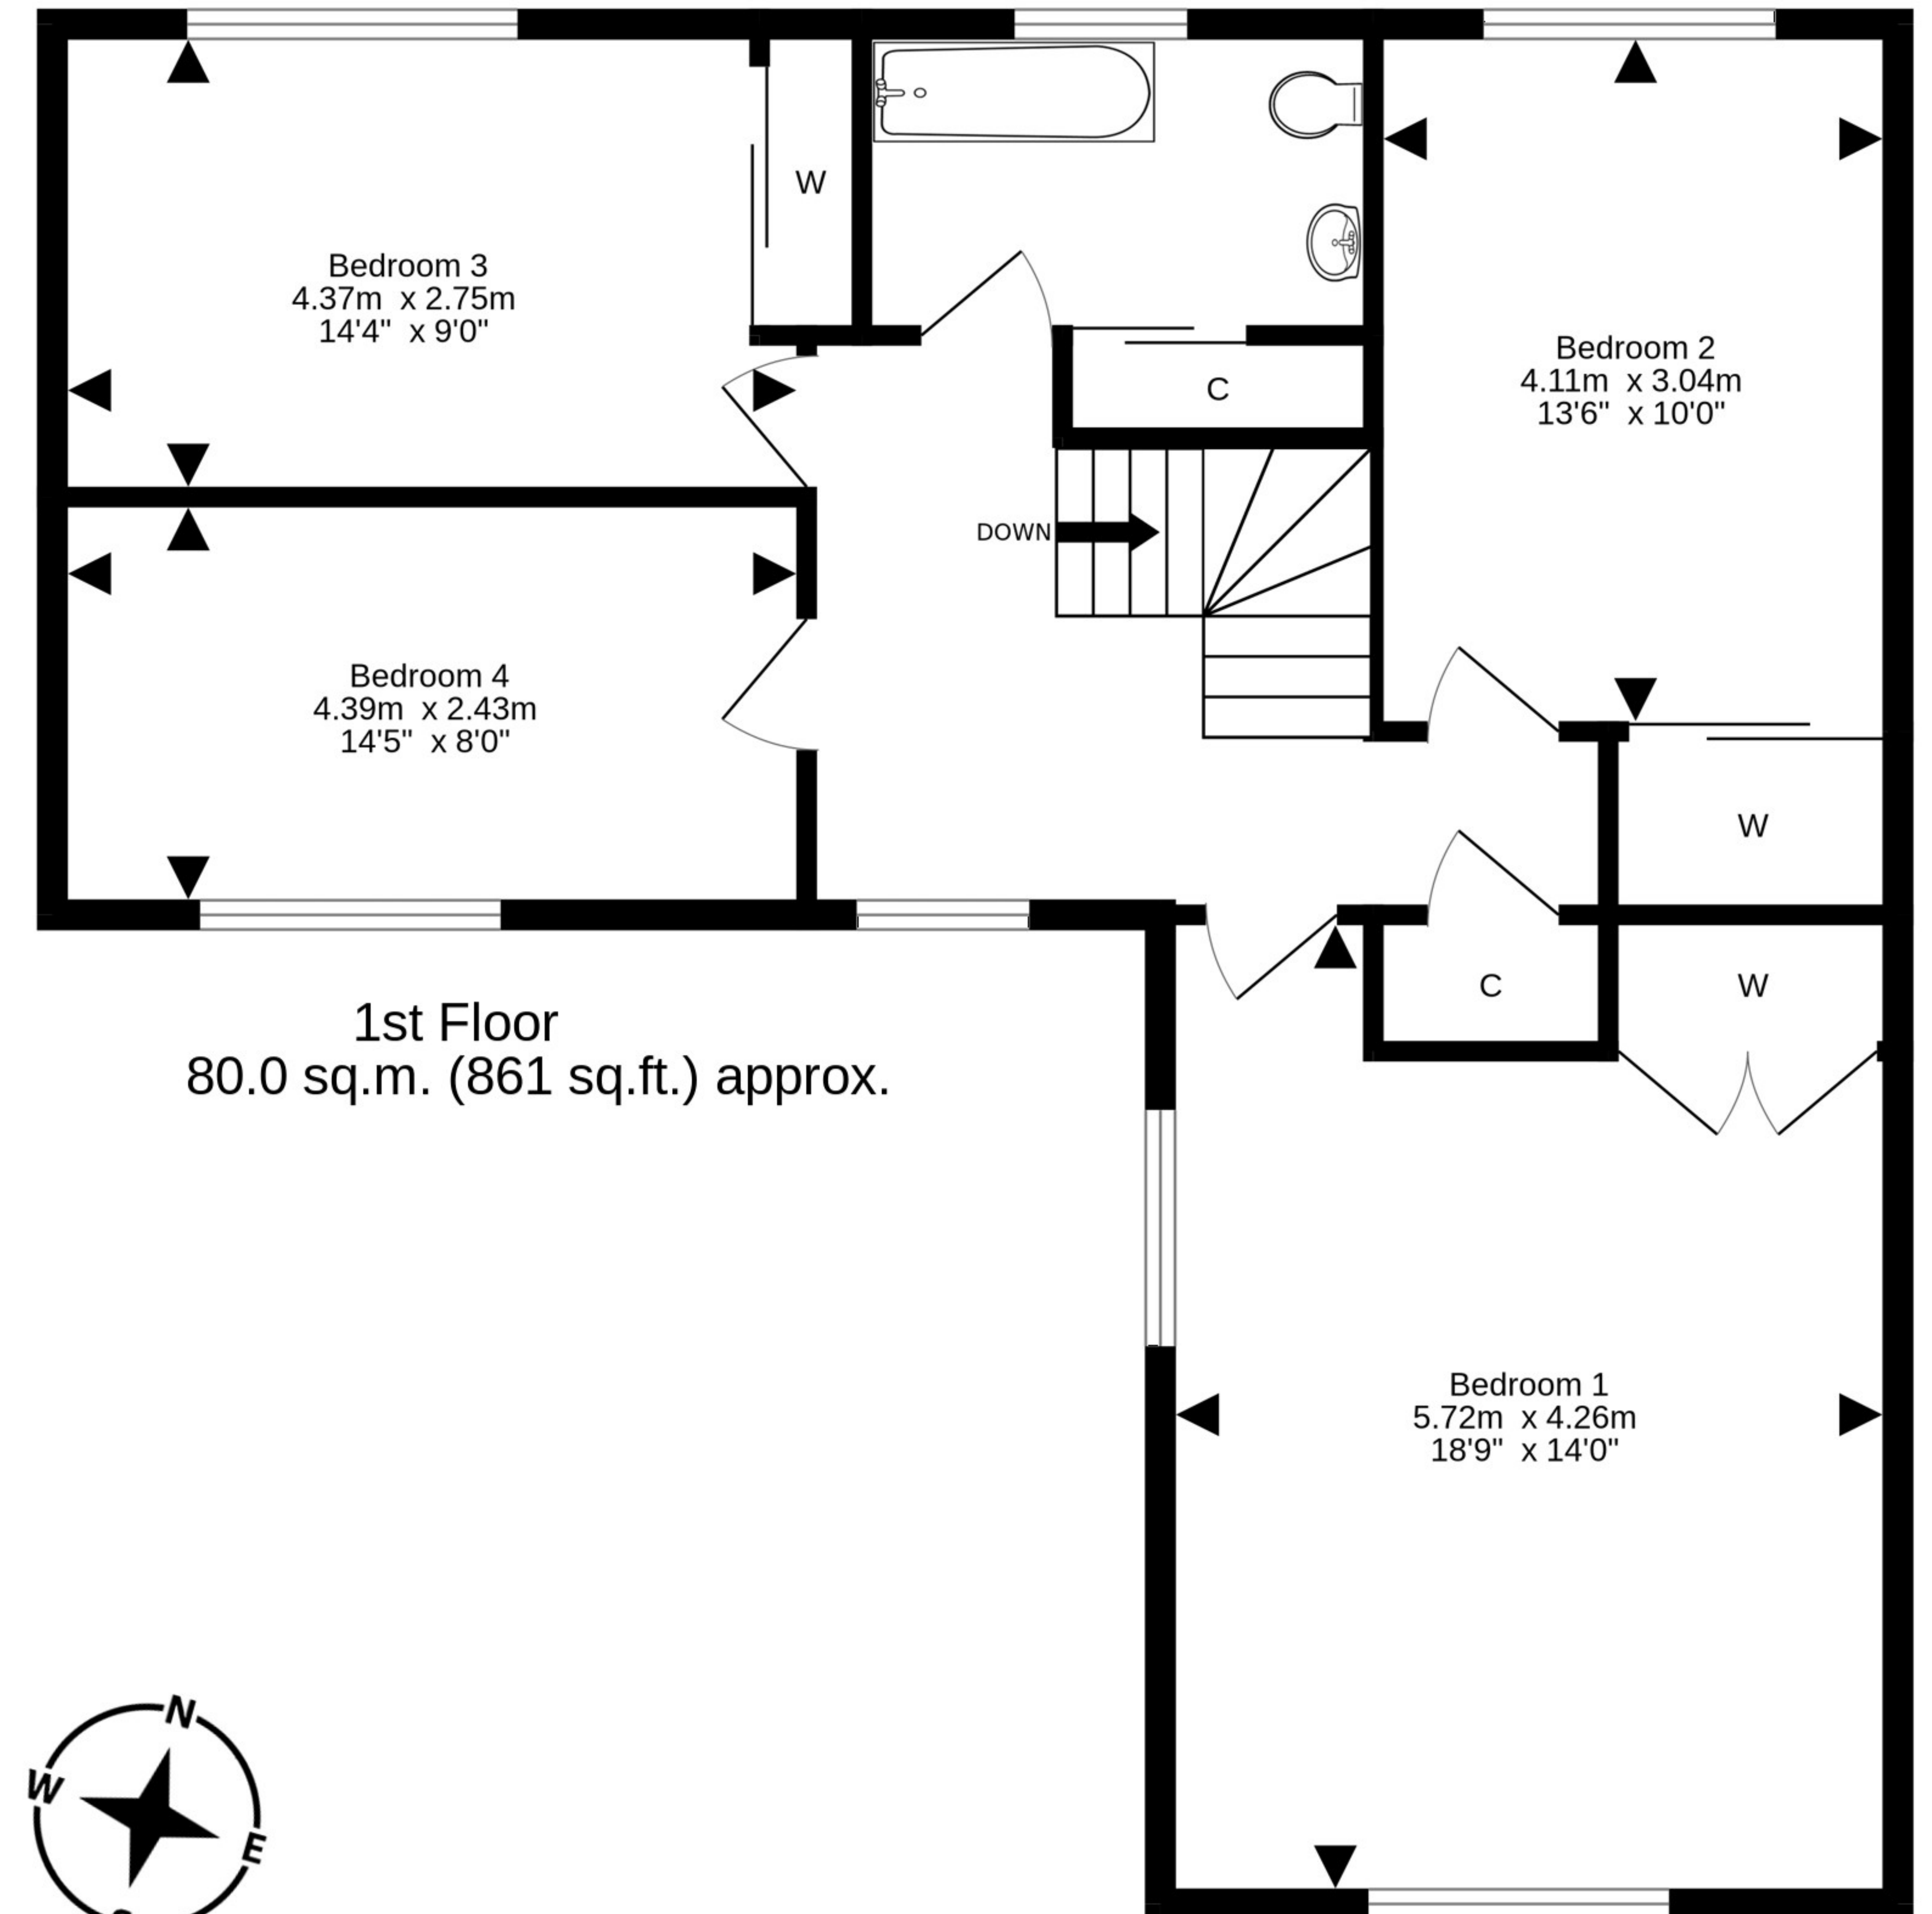 W
Bedroom 3
4.37m x 2.75m
14'4" x 9'0"
Bedroom 2
4.11m x 3.04m
13'6" x 10'0"
C
DOWN
Bedroom 4
4.39m x 2.43m
14'5" x 8'0"
W
C
W
1st Floor
80.0 sq.m. (861 sq.ft.) approx.
Bedroom 1
5.72m x 4.26m
18'9" x 14'0"
N
W
E